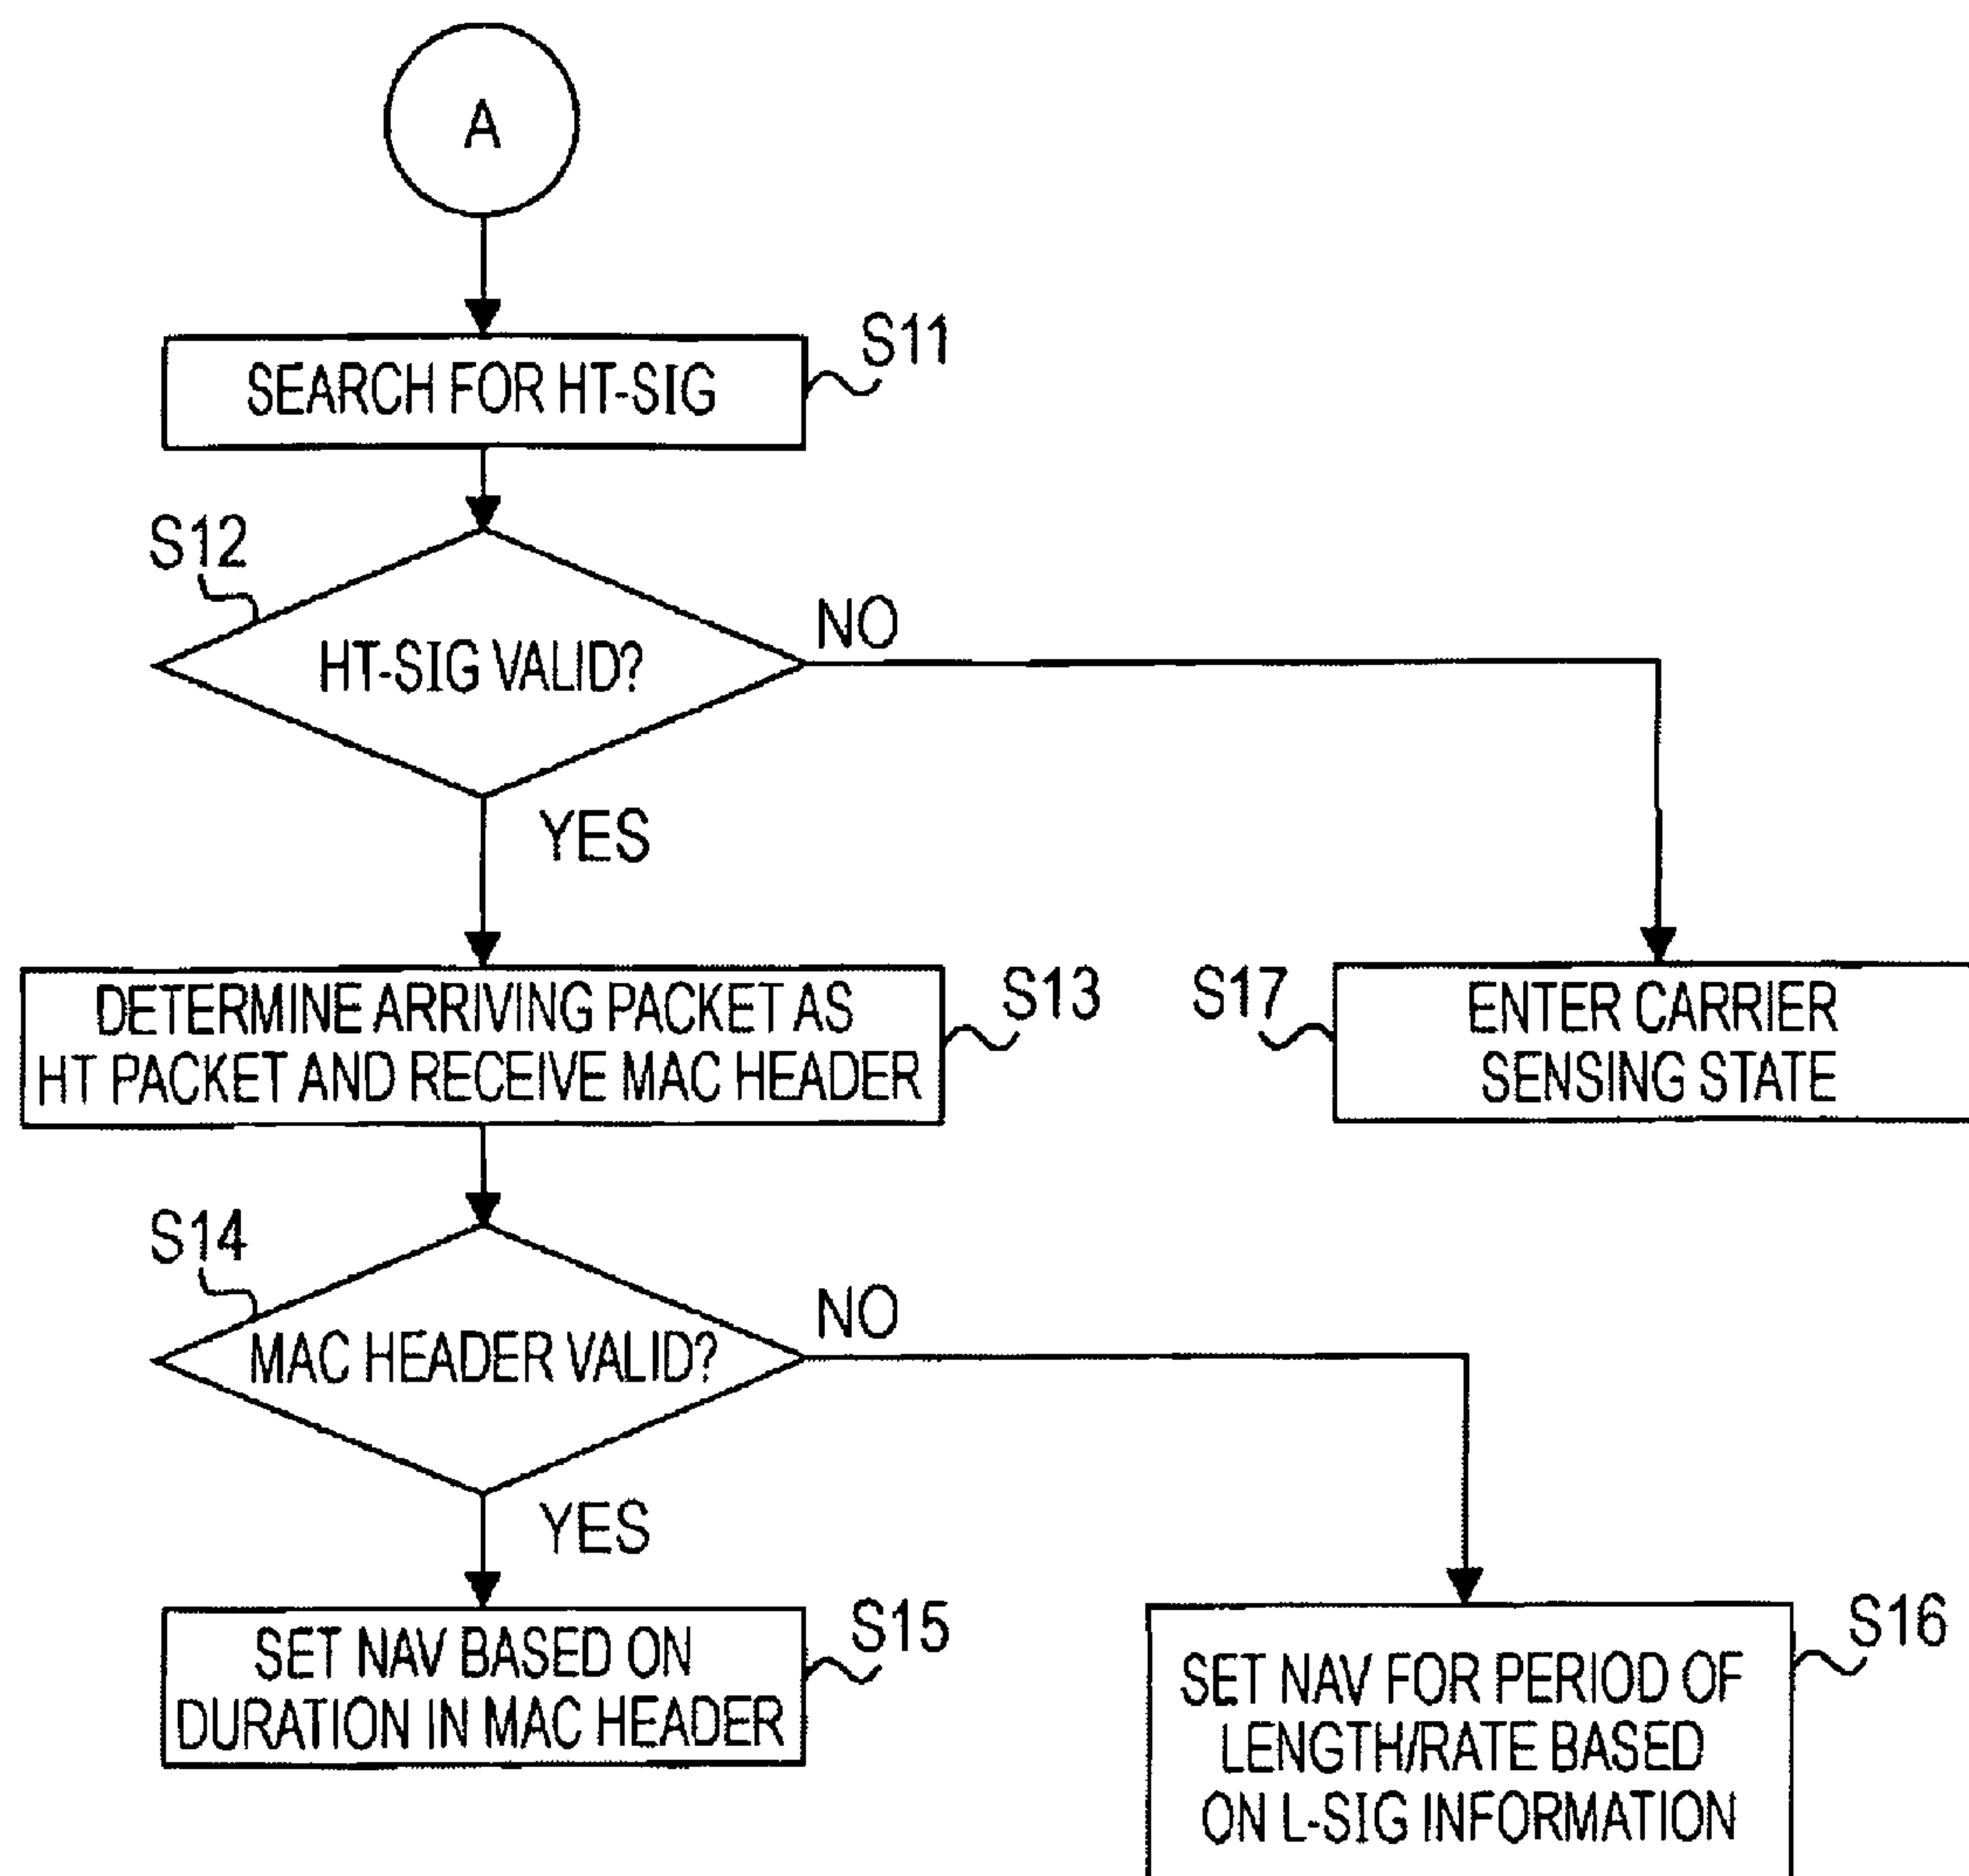 A
SEARCH FOR HT-SIG
S11
S12
HT-SIG VALID?
NO
YES
DETERMINE ARRIVING PACKET AS
HT PACKET AND RECEIVE MAC HEADER
S13
S17
ENTER CARRIER
SENSING STATE
S14
MAC HEADER VALID?
NO
YES
SET NAV BASED ON
DURATION IN MAC HEADER
S15
SET NAV FOR PERIOD OF
LENGTH/RATE BASED
ON L-SIG INFORMATION
S16